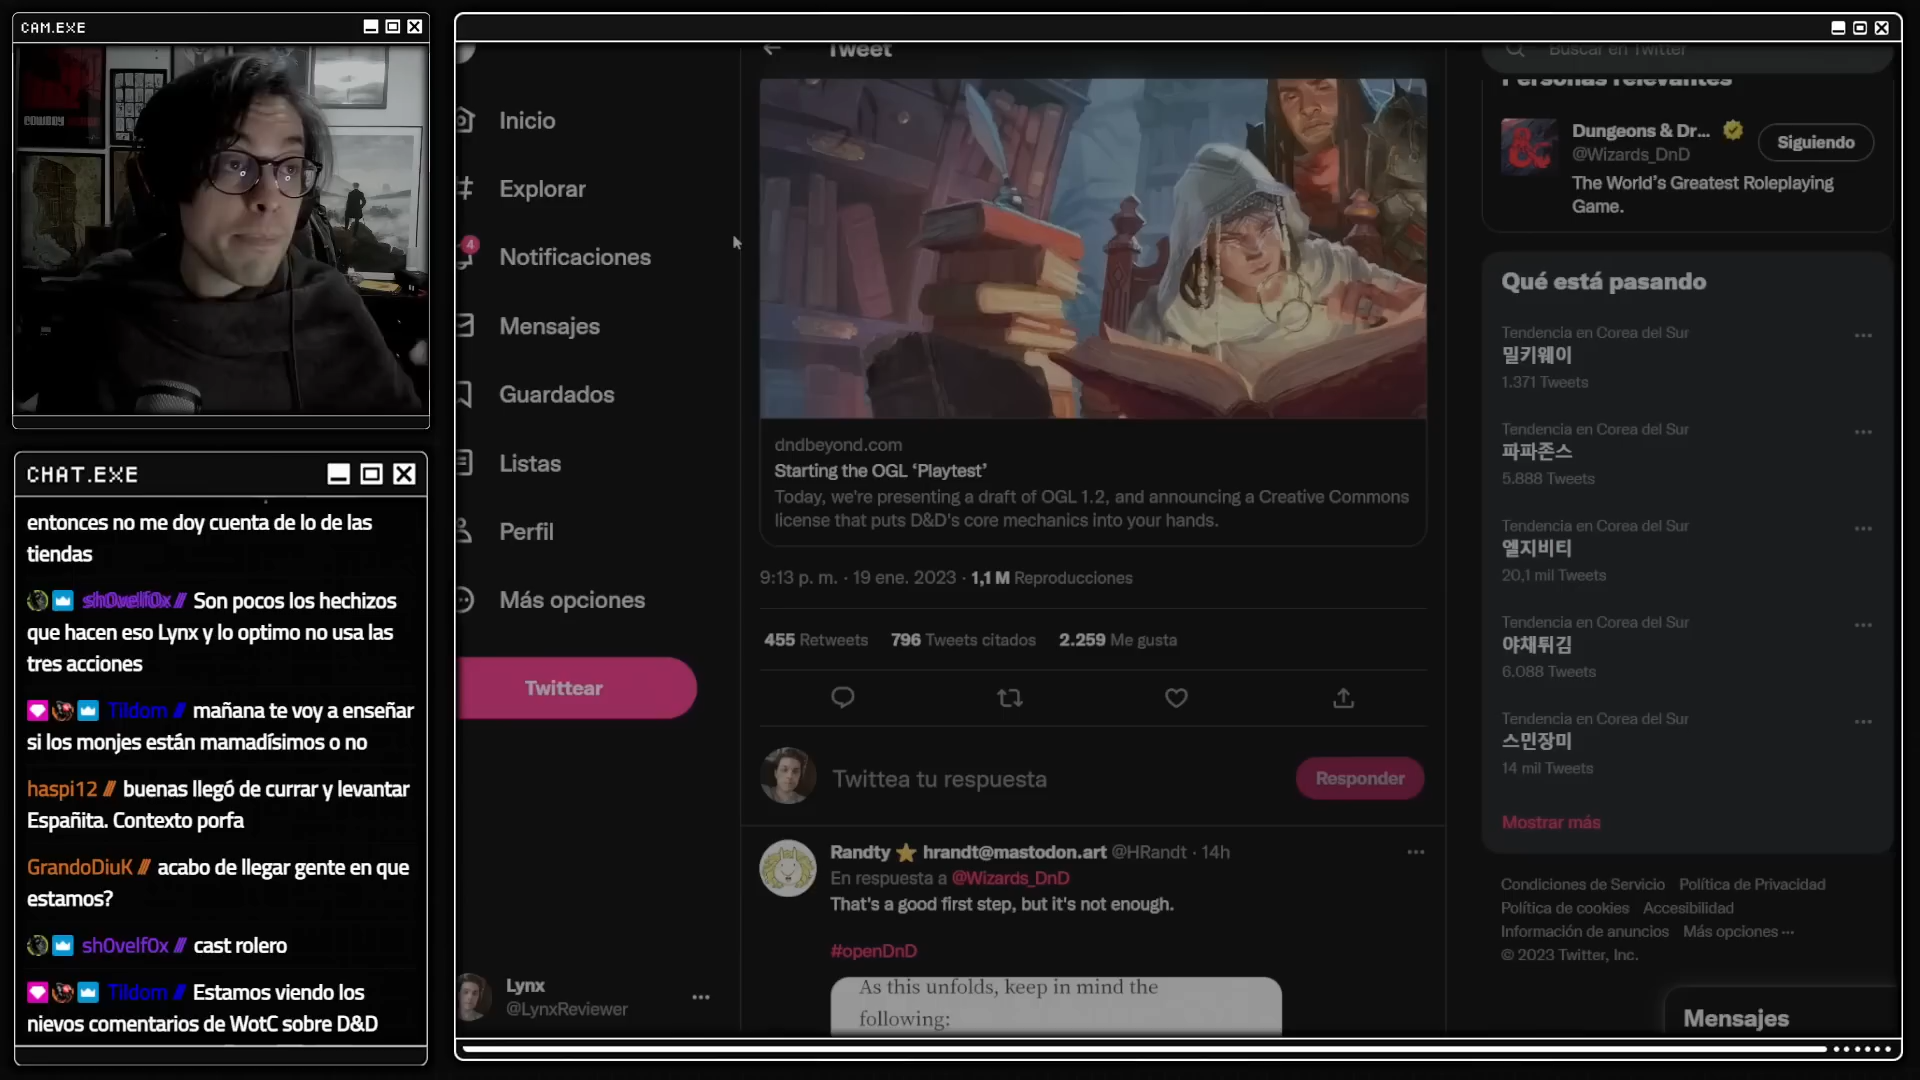 CAM.EXE
COWBOY
CHAT.EXE
entonces no me doy cuenta de lo de las
tiendas
sh0velf0x /// Son pocos los hechizos
que hacen eso Lynx y lo optimo no usa las
tres acciones
Tildom /// mañana te voy a enseñar
si los monjes están mamadísimos o no
haspi12 /// buenas llegó de currar y levantar
Españita. Contexto porfa
GrandoDiuK /// acabo de llegar gente en que
estamos?
sh0velf0x /// cast rolero
Tildom /// Estamos viendo los
nievos comentarios de WotC sobre D&D
Inicio
Explorar
4
Notificaciones
Mensajes
Guardados
Listas
Perfil
Más opciones
Twittear
Lynx
@LynxReviewer
Tweet
dndbeyond.com
Starting the OGL ‘Playtest’
Today, we're presenting a draft of OGL 1.2, and announcing a Creative Commons
license that puts D&D's core mechanics into your hands.
9:13 p. m. · 19 ene. 2023 · 1,1 M Reproducciones
455 Retweets 796 Tweets citados 2.259 Me gusta
Twittea tu respuesta
Responder
Randty ⭐ hrandt@mastodon.art @HRandt · 14h
En respuesta a @Wizards_DnD
That's a good first step, but it's not enough.
#openDnD
As this unfolds, keep in mind the
following:
Buscar en Twitter
Personas relevantes
Dungeons & Dr...
@Wizards_DnD
Siguiendo
The World's Greatest Roleplaying
Game.
Qué está pasando
Tendencia en Corea del Sur
밀키웨이
1.371 Tweets
Tendencia en Corea del Sur
파파존스
5.888 Tweets
Tendencia en Corea del Sur
엘지비티
20,1 mil Tweets
Tendencia en Corea del Sur
야채튀김
6.088 Tweets
Tendencia en Corea del Sur
스민장미
14 mil Tweets
Mostrar más
Condiciones de Servicio Política de Privacidad
Política de cookies Accesibilidad
Información de anuncios Más opciones ···
© 2023 Twitter, Inc.
Mensajes